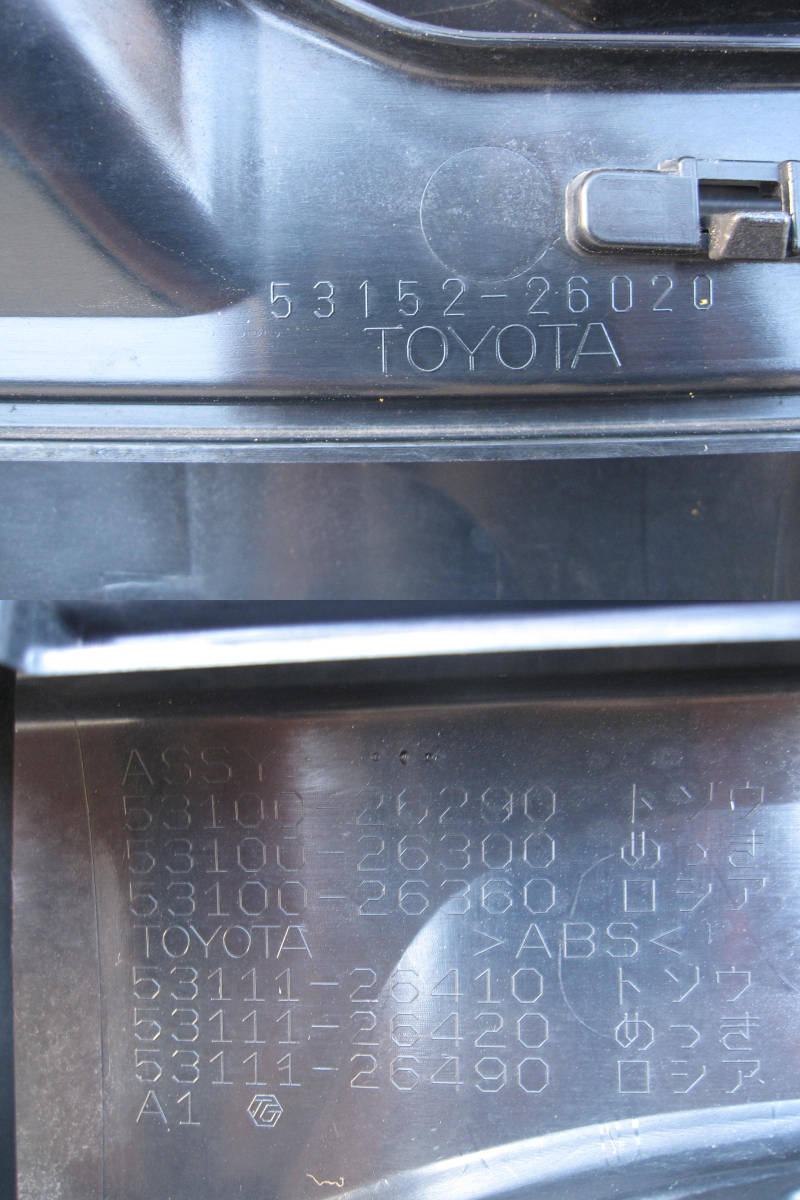 53152-26020
TOYOTA
ASSY
53100-26290 トソウ
53100-26300 めっき
53100-26360 ロシア
TOYOTA >ABS<
53111-26410 トソウ
53111-26420 めっき
53111-26490 ロシア
A1 TG